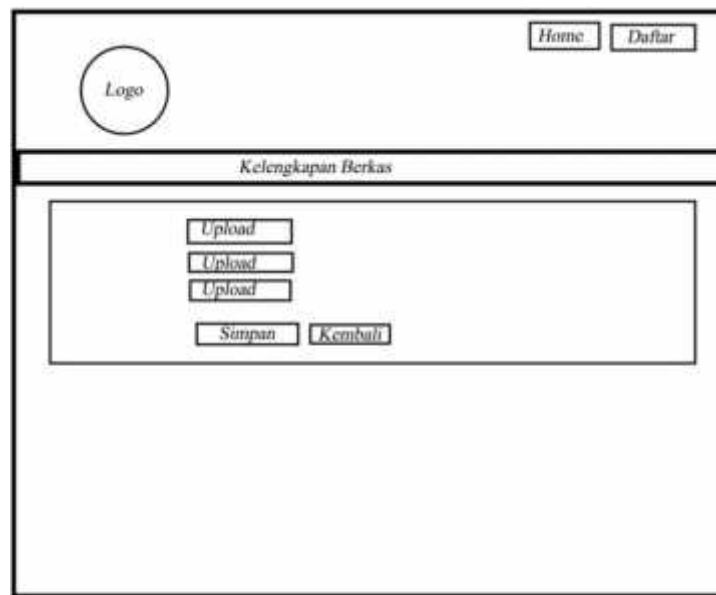 Home Daftar
Logo
Kelengkapan Berkas
Upload
Upload
Upload
Simpan Kembali